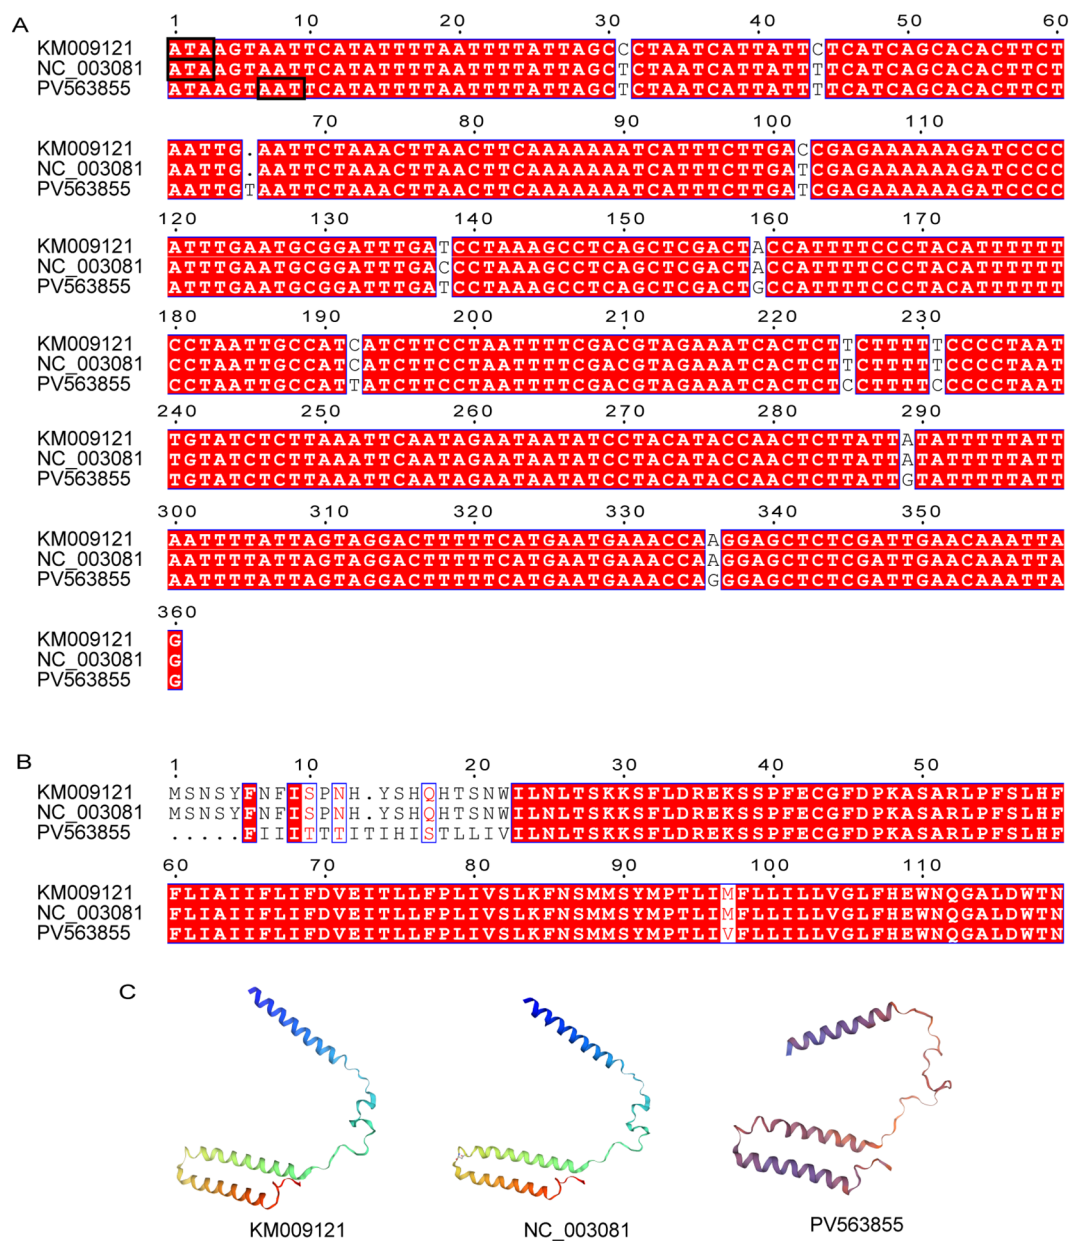 A
1 10 20 30 40 50 60
KM009121 ATAAGTAATTCATATTTTAATTTTATTAGCCCTAATCATTATTCTCATCAGCACACTTCT
NC_003081 ATAAGTAATTCATATTTTAATTTTATTAGCTCTAATCATTATTTTCATCAGCACACTTCT
PV563855 ATAAGTAATTCATATTTTAATTTTATTAGCTCTAATCATTATTTTCATCAGCACACTTCT
70 80 90 100 110
KM009121 AATTG.AATTCTAAACTTAACTTCAAAAAAATCATTTCTTGACCGAGAAAAAAGATCCCC
NC_003081 AATTG.AATTCTAAACTTAACTTCAAAAAAATCATTTCTTGATCGAGAAAAAAGATCCCC
PV563855 AATTGTAATTCTAAACTTAACTTCAAAAAAATCATTTCTTGATCGAGAAAAAAGATCCCC
120 130 140 150 160 170
KM009121 ATTTGAATGCGGATTTGATCCTAAAGCCTCAGCTCGACTACCATTTTCCCTACATTTTTT
NC_003081 ATTTGAATGCGGATTTGACCCTAAAGCCTCAGCTCGACTACCATTTTCCCTACATTTTTT
PV563855 ATTTGAATGCGGATTTGATCCTAAAGCCTCAGCTCGACTGCCATTTTCCCTACATTTTTT
180 190 200 210 220 230
KM009121 CCTAATTGCCATCATCTTCCTAATTTTCGACGTAGAAATCACTCTTCTTTTTCCCCTAAT
NC_003081 CCTAATTGCCATCATCTTCCTAATTTTCGACGTAGAAATCACTCTTCTTTTTCCCCTAAT
PV563855 CCTAATTGCCATTATCTTCCTAATTTTCGACGTAGAAATCACTCTCCTTTTCCCCCTAAT
240 250 260 270 280 290
KM009121 TGTATCTCTTAAATTCAATAGAATAATATCCTACATACCAACTCTTATTATATTTTTATT
NC_003081 TGTATCTCTTAAATTCAATAGAATAATATCCTACATACCAACTCTTATTATATTTTTATT
PV563855 TGTATCTCTTAAATTCAATAGAATAATATCCTACATACCAACTCTTATTGTATTTTTATT
300 310 320 330 340 350
KM009121 AATTTTATTAGTAGGACTTTTTCATGAATGAAACCAAGGAGCTCTCGATTGAACAAATTA
NC_003081 AATTTTATTAGTAGGACTTTTTCATGAATGAAACCAAGGAGCTCTCGATTGAACAAATTA
PV563855 AATTTTATTAGTAGGACTTTTTCATGAATGAAACCAGGGAGCTCTCGATTGAACAAATTA
360
KM009121 G
NC_003081 G
PV563855 G
B
1 10 20 30 40 50
KM009121 MSNSYFNFISPNH.YSHQHTSNWILNLTSKKSFLDREKSSPFECGFDPKASARLPFSLHF
NC_003081 MSNSYFNFISPNH.YSHQHTSNWILNLTSKKSFLDREKSSPFECGFDPKASARLPFSLHF
PV563855 .....FIIITTTITIHISTLLIVILNLTSKKSFLDREKSSPFECGFDPKASARLPFSLHF
60 70 80 90 100 110
KM009121 FLIAIIFLIFDVEITLLFPLIVSLKFNSMMSYMPTLIMFLLILLVGLFHEWNQGALDWTN
NC_003081 FLIAIIFLIFDVEITLLFPLIVSLKFNSMMSYMPTLIMFLLILLVGLFHEWNQGALDWTN
PV563855 FLIAIIFLIFDVEITLLFPLIVSLKFNSMMSYMPTLIVFLLILLVGLFHEWNQGALDWTN
C
KM009121 NC_003081 PV563855